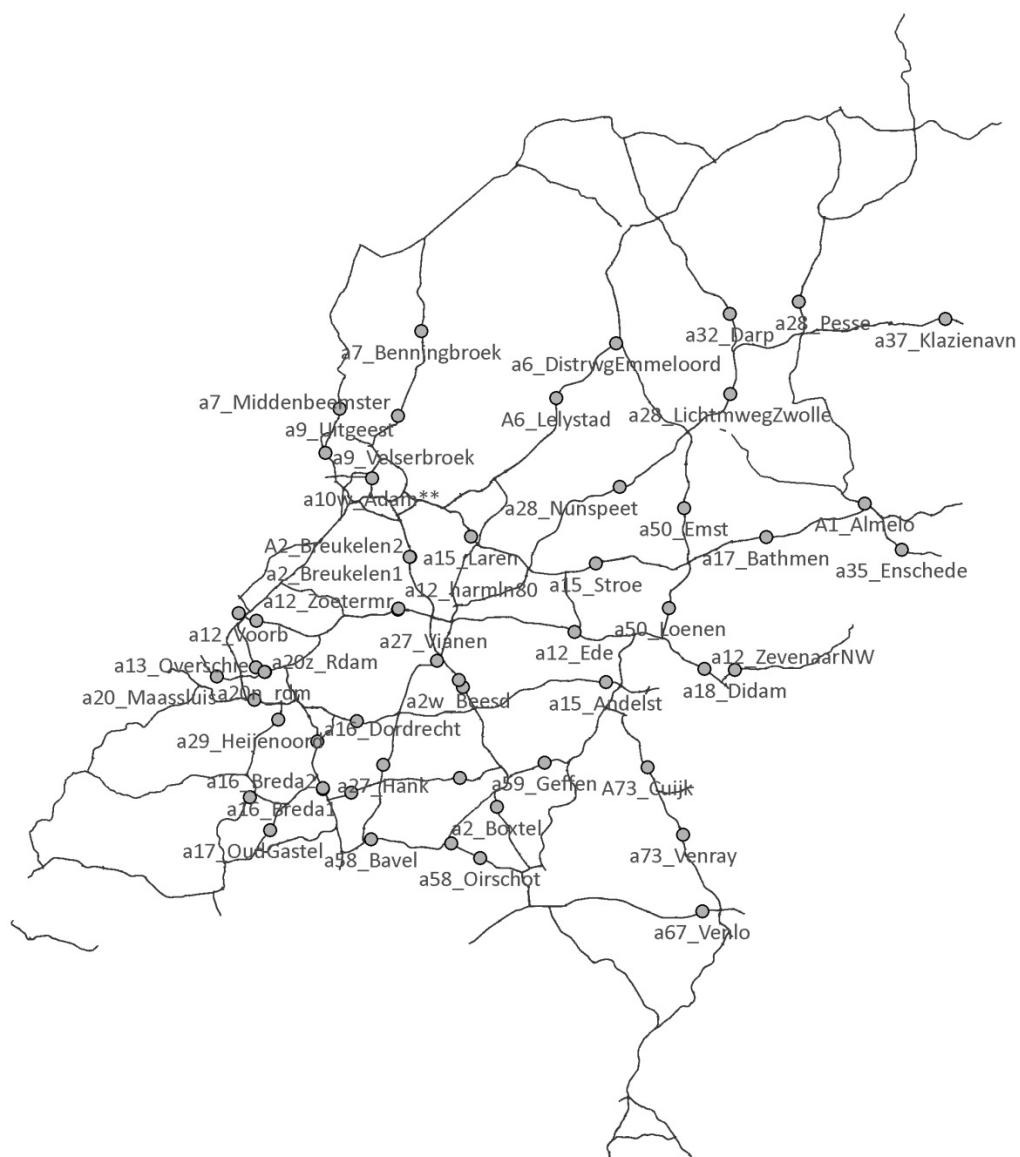 a28_Pesse
a32_Darp
a37_Klazienavn
a7_Benningbroek
a6_DistrwgEmmeloord
a7_Middenbeemster
A6_Lelystad
a28_LichtmwegZwolle
a9_Uitgeest
a9_Velserbroek
a10w_Adam**
a28_Nunspeet
a50_Emst
A1_Almelo
A2_Breukelen2
a15_Laren
a17_Bathmen
a35_Enschede
a2_Breukelen1
a12_harmln80
a15_Stroe
a12_Zoetermr
a12_Voorb
a27_Vianen
a50_Loenen
a12_Ede
a12_ZevenaarNW
a13_Overschie
a20z_Rdam
a18_Didam
a20_Maassluis
a20n_rdm
a2w_Beesd
a15_Andelst
a16_Dordrecht
a29_Heijenoord
a16_Breda2
a27_Hank
a59_Geffen
A73_Cuijk
a16_Breda1
a2_Boxtel
a17_OudGastel
a58_Bavel
a73_Venray
a58_Oirschot
a67_Venlo